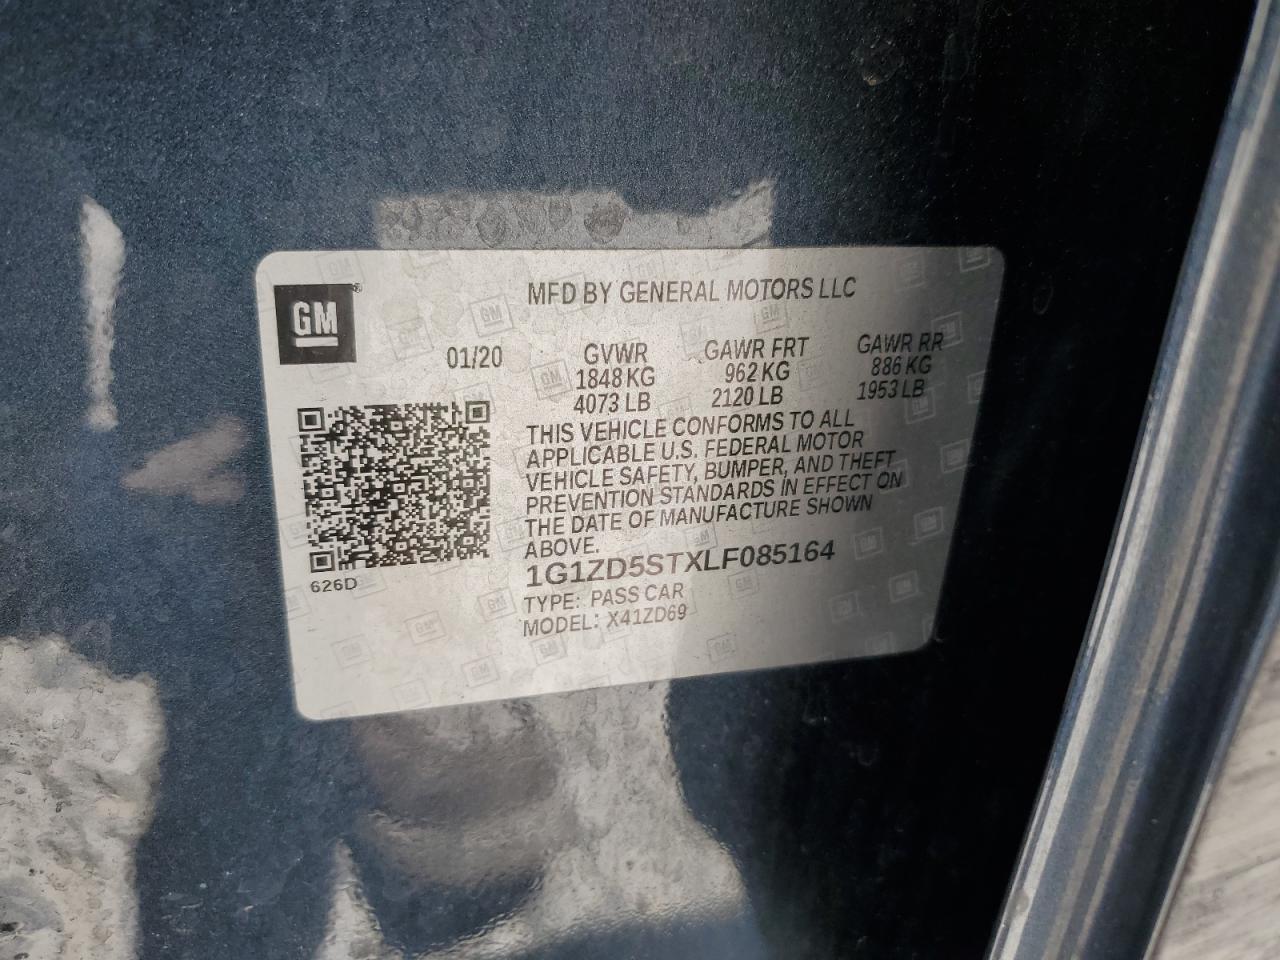 GM
MFD BY GENERAL MOTORS LLC
01/20 GVWR GAWR FRT GAWR RR
1848 KG 962 KG 886 KG
4073 LB 2120 LB 1953 LB
THIS VEHICLE CONFORMS TO ALL
APPLICABLE U.S. FEDERAL MOTOR
VEHICLE SAFETY, BUMPER, AND THEFT
PREVENTION STANDARDS IN EFFECT ON
THE DATE OF MANUFACTURE SHOWN
ABOVE.
1G1ZD5STXLF085164
626D
TYPE: PASS CAR
MODEL: X41ZD69